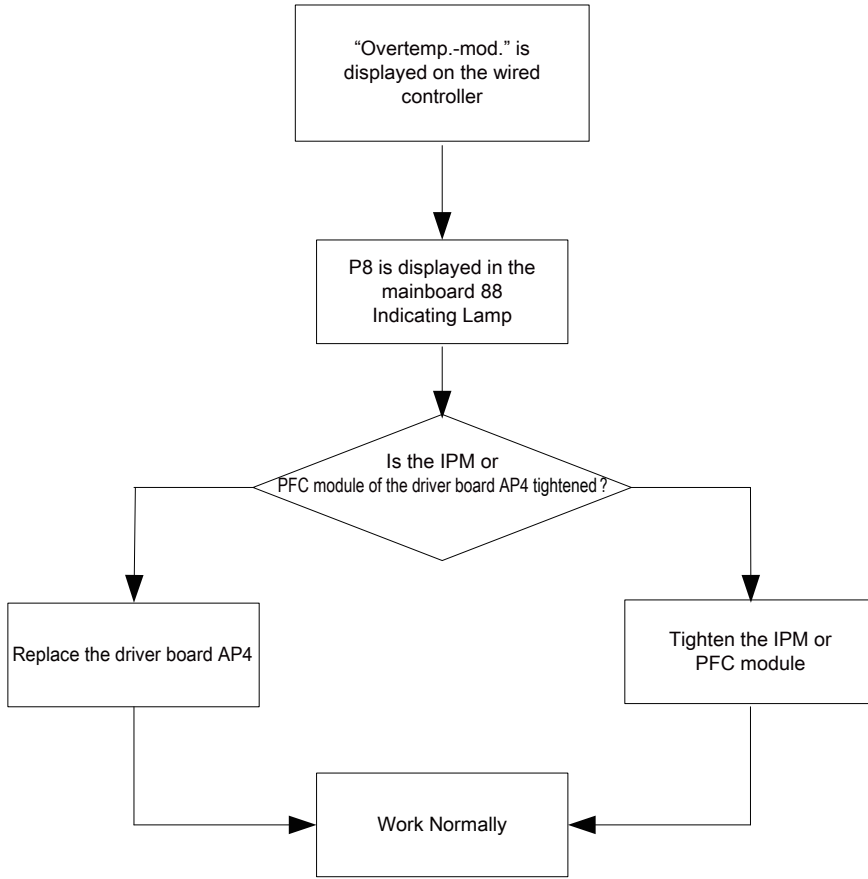 “Overtemp.-mod.” is
displayed on the wired
controller
P8 is displayed in the
mainboard 88
Indicating Lamp
Is the IPM or
PFC module of the driver board AP4 tightened?
Replace the driver board AP4
Tighten the IPM or
PFC module
Work Normally